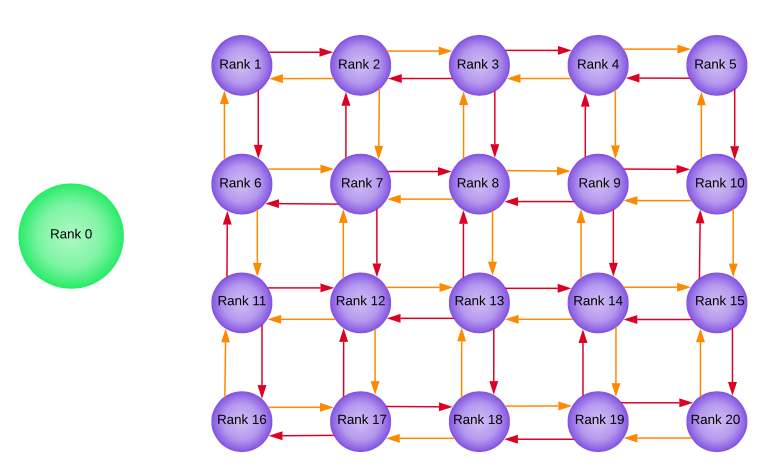 Rank 1
Rank 2
Rank 3
Rank 4
Rank 5
Rank 6
Rank 7
Rank 8
Rank 9
Rank 10
Rank 0
Rank 11
Rank 12
Rank 13
Rank 14
Rank 15
Rank 16
Rank 17
Rank 18
Rank 19
Rank 20